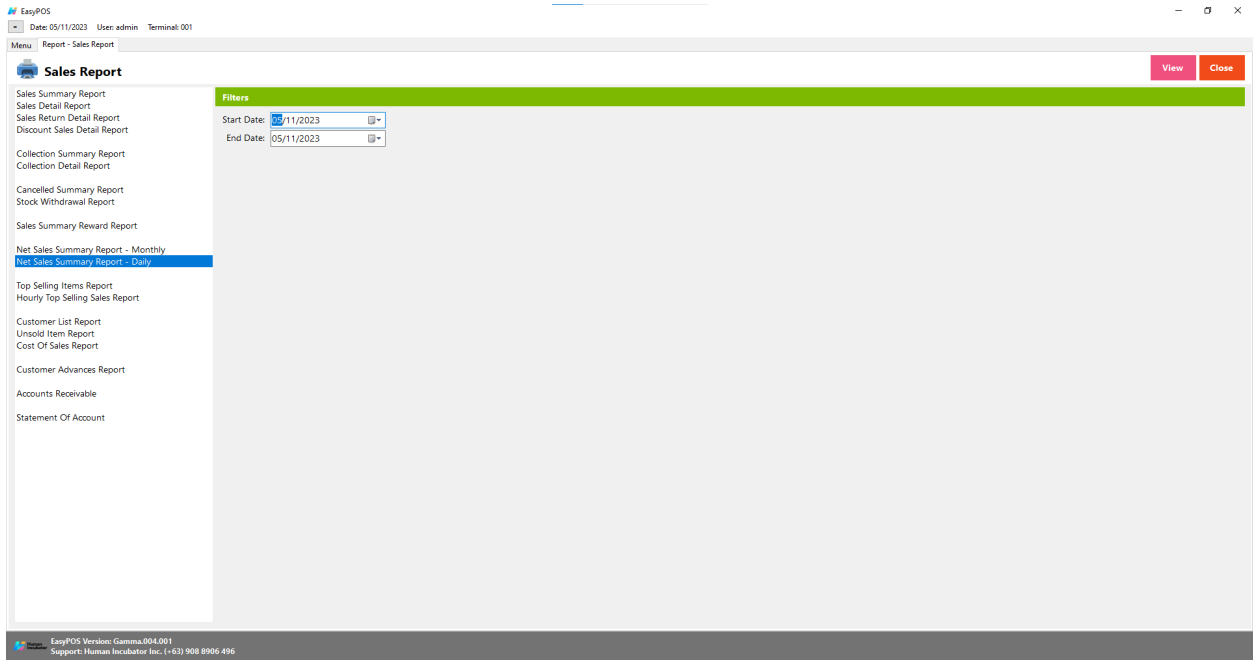 EasyPOS
Date: 05/11/2023 User: admin Terminal: 001
Menu Report - Sales Report
Sales Report
View Close
Sales Summary Report
Sales Detail Report
Sales Return Detail Report
Discount Sales Detail Report
Collection Summary Report
Collection Detail Report
Cancelled Summary Report
Stock Withdrawal Report
Sales Summary Reward Report
Net Sales Summary Report - Monthly
Net Sales Summary Report - Daily
Top Selling Items Report
Hourly Top Selling Sales Report
Customer List Report
Unsold Item Report
Cost Of Sales Report
Customer Advances Report
Accounts Receivable
Statement Of Account
Filters
Start Date: 05/11/2023
End Date: 05/11/2023
Human
Incubator
EasyPOS Version: Gamma.004.001
Support: Human Incubator Inc. (+63) 908 8906 496